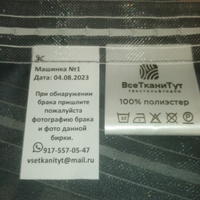 Машинка №1
Дата: 04.08.2023
При обнаружении
брака пришлите
пожалуйста
фотографию брака
и фото данной
бирки.
917-557-05-47
vsetkanityt@mail.ru
ВсеТканиТут
текстильфорвсе
100% полиэстер